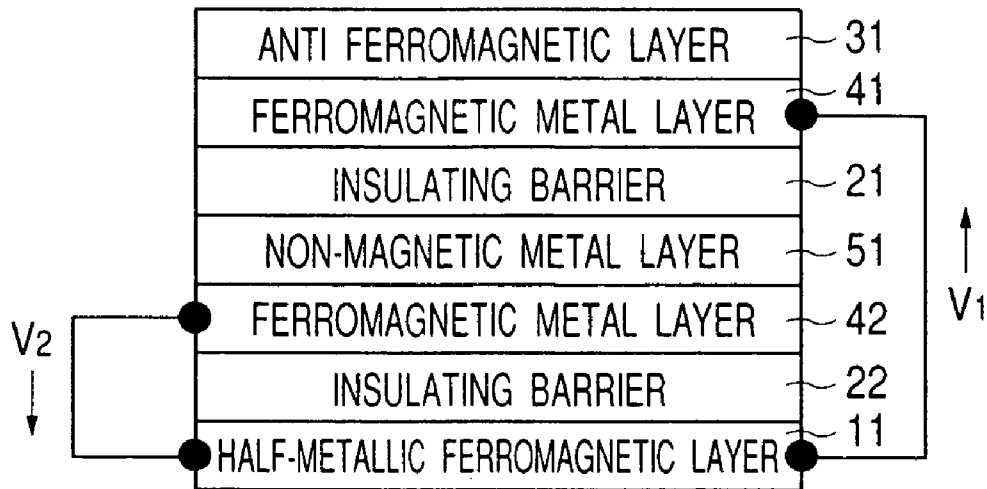 ANTI FERROMAGNETIC LAYER 31
FERROMAGNETIC METAL LAYER 41
INSULATING BARRIER 21
NON-MAGNETIC METAL LAYER 51
V1
FERROMAGNETIC METAL LAYER 42
V2
INSULATING BARRIER 22
HALF-METALLIC FERROMAGNETIC LAYER 11